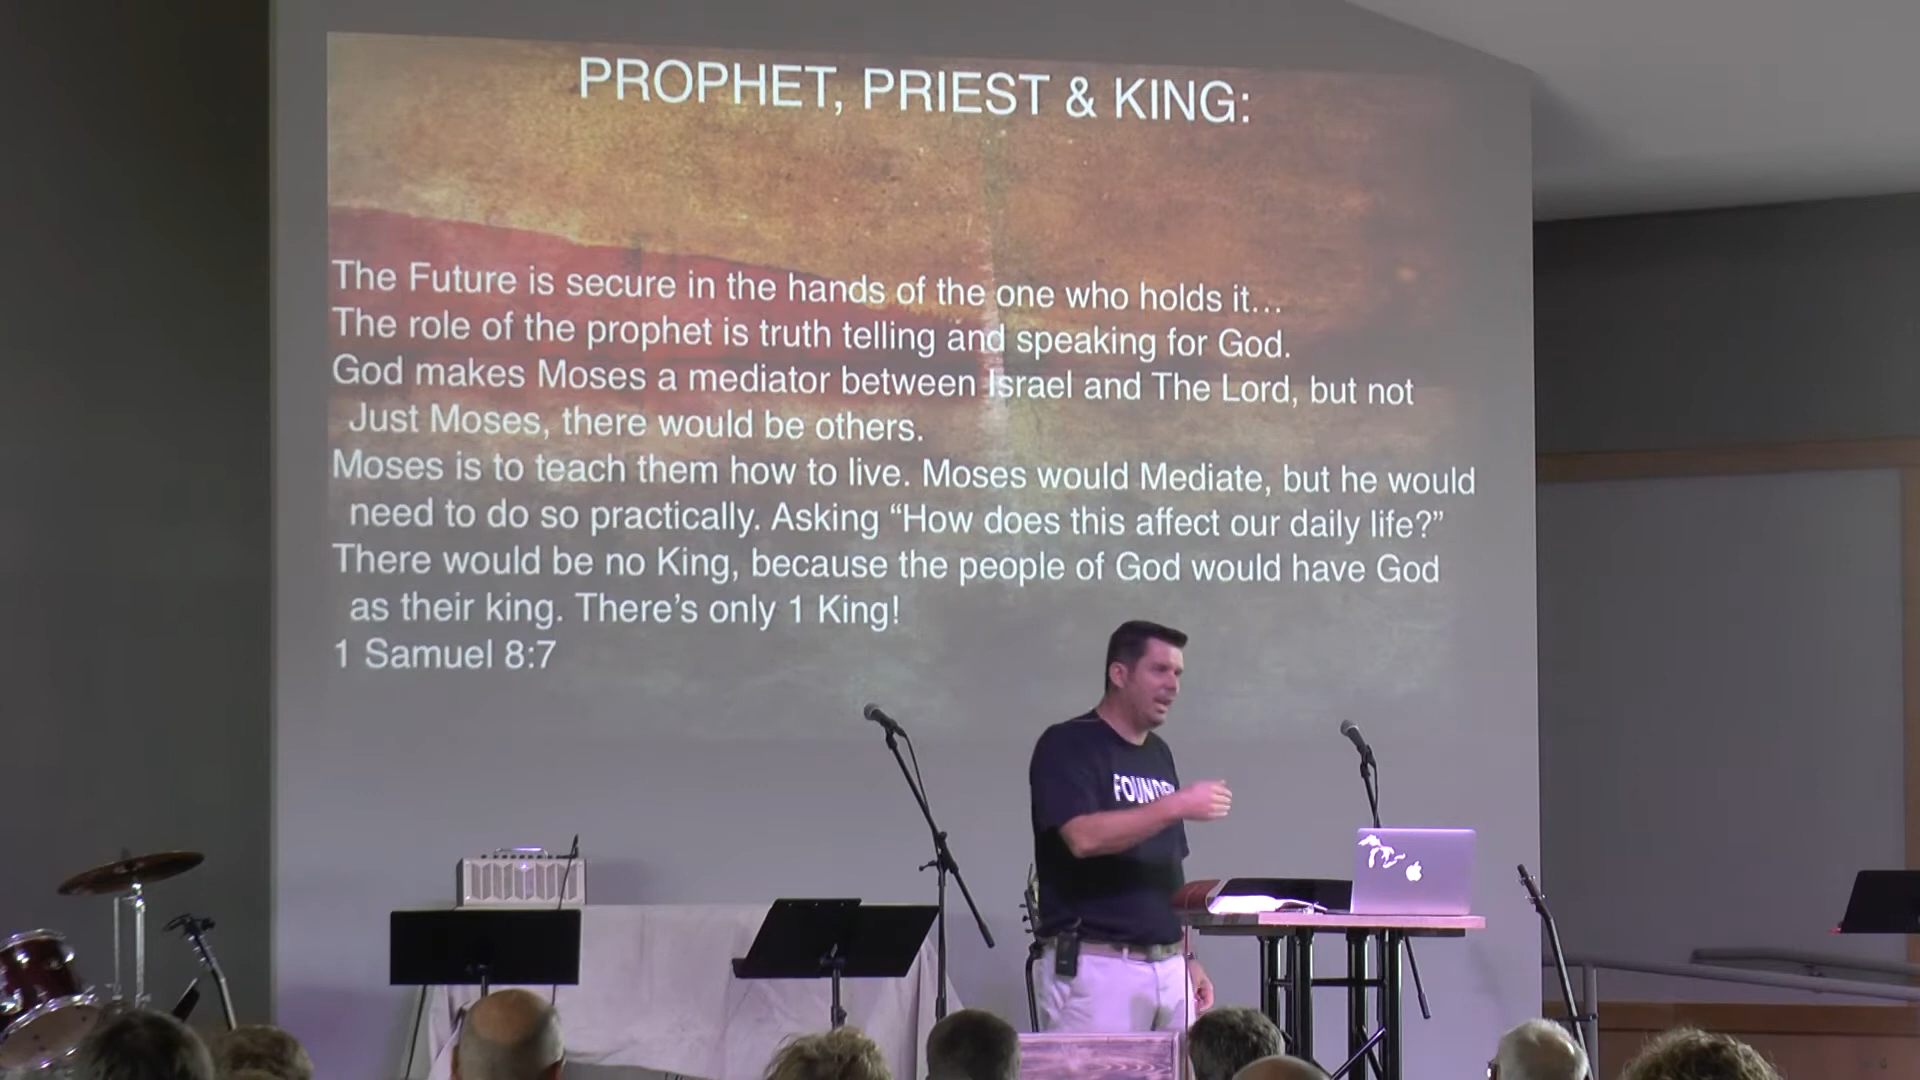 PROPHET, PRIEST & KING:
The Future is secure in the hands of the one who holds it…
The role of the prophet is truth telling and speaking for God.
God makes Moses a mediator between Israel and The Lord, but not
Just Moses, there would be others.
Moses is to teach them how to live. Moses would Mediate, but he would
need to do so practically. Asking “How does this affect our daily life?”
There would be no King, because the people of God would have God
as their king. There’s only 1 King!
1 Samuel 8:7